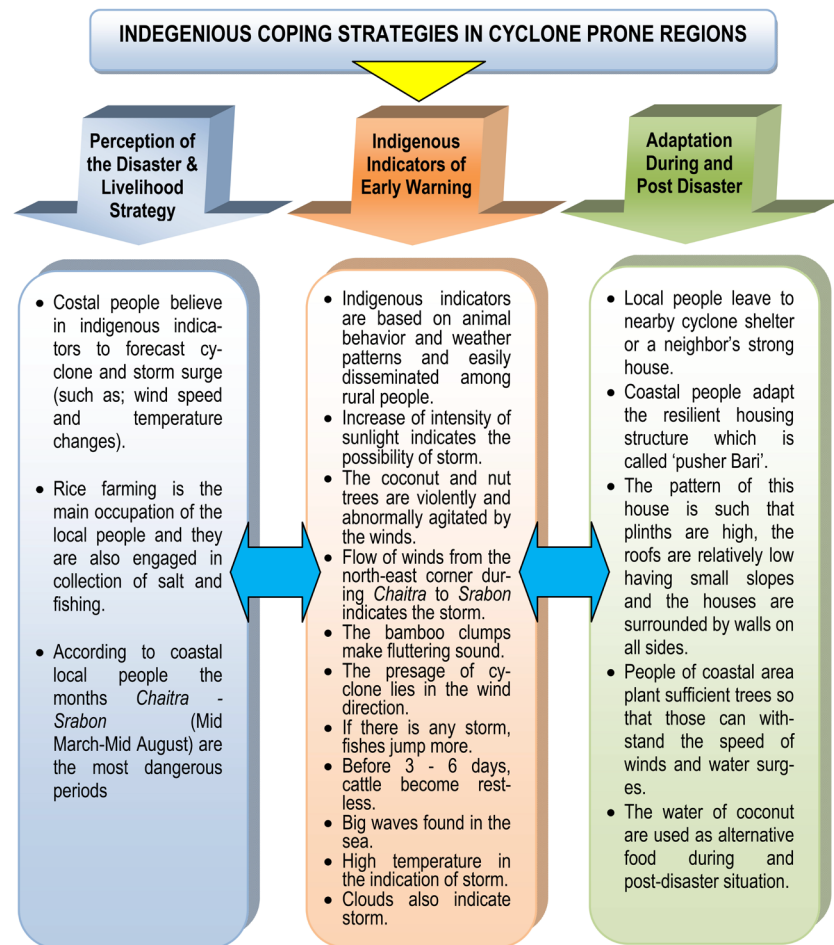 INDEGENIOUS COPING STRATEGIES IN CYCLONE PRONE REGIONS
Perception of
the Disaster &
Livelihood
Strategy
Indigenous
Indicators of
Early Warning
Adaptation
During and
Post Disaster
• Costal people believe
in indigenous indica-
tors to forecast cy-
clone and storm surge
(such as; wind speed
and temperature
changes).
• Rice farming is the
main occupation of the
local people and they
are also engaged in
collection of salt and
fishing.
• According to coastal
local people the
months Chaitra -
Srabon (Mid
March-Mid August) are
the most dangerous
periods
• Indigenous indicators
are based on animal
behavior and weather
patterns and easily
disseminated among
rural people.
• Increase of intensity of
sunlight indicates the
possibility of storm.
• The coconut and nut
trees are violently and
abnormally agitated by
the winds.
• Flow of winds from the
north-east corner dur-
ing Chaitra to Srabon
indicates the storm.
• The bamboo clumps
make fluttering sound.
• The presage of cy-
clone lies in the wind
direction.
• If there is any storm,
fishes jump more.
• Before 3 - 6 days,
cattle become rest-
less.
• Big waves found in the
sea.
• High temperature in
the indication of storm.
• Clouds also indicate
storm.
• Local people leave to
nearby cyclone shelter
or a neighbor's strong
house.
• Coastal people adapt
the resilient housing
structure which is
called ‘pusher Bari’.
• The pattern of this
house is such that
plinths are high, the
roofs are relatively low
having small slopes
and the houses are
surrounded by walls on
all sides.
• People of coastal area
plant sufficient trees so
that those can with-
stand the speed of
winds and water surg-
es.
• The water of coconut
are used as alternative
food during and
post-disaster situation.